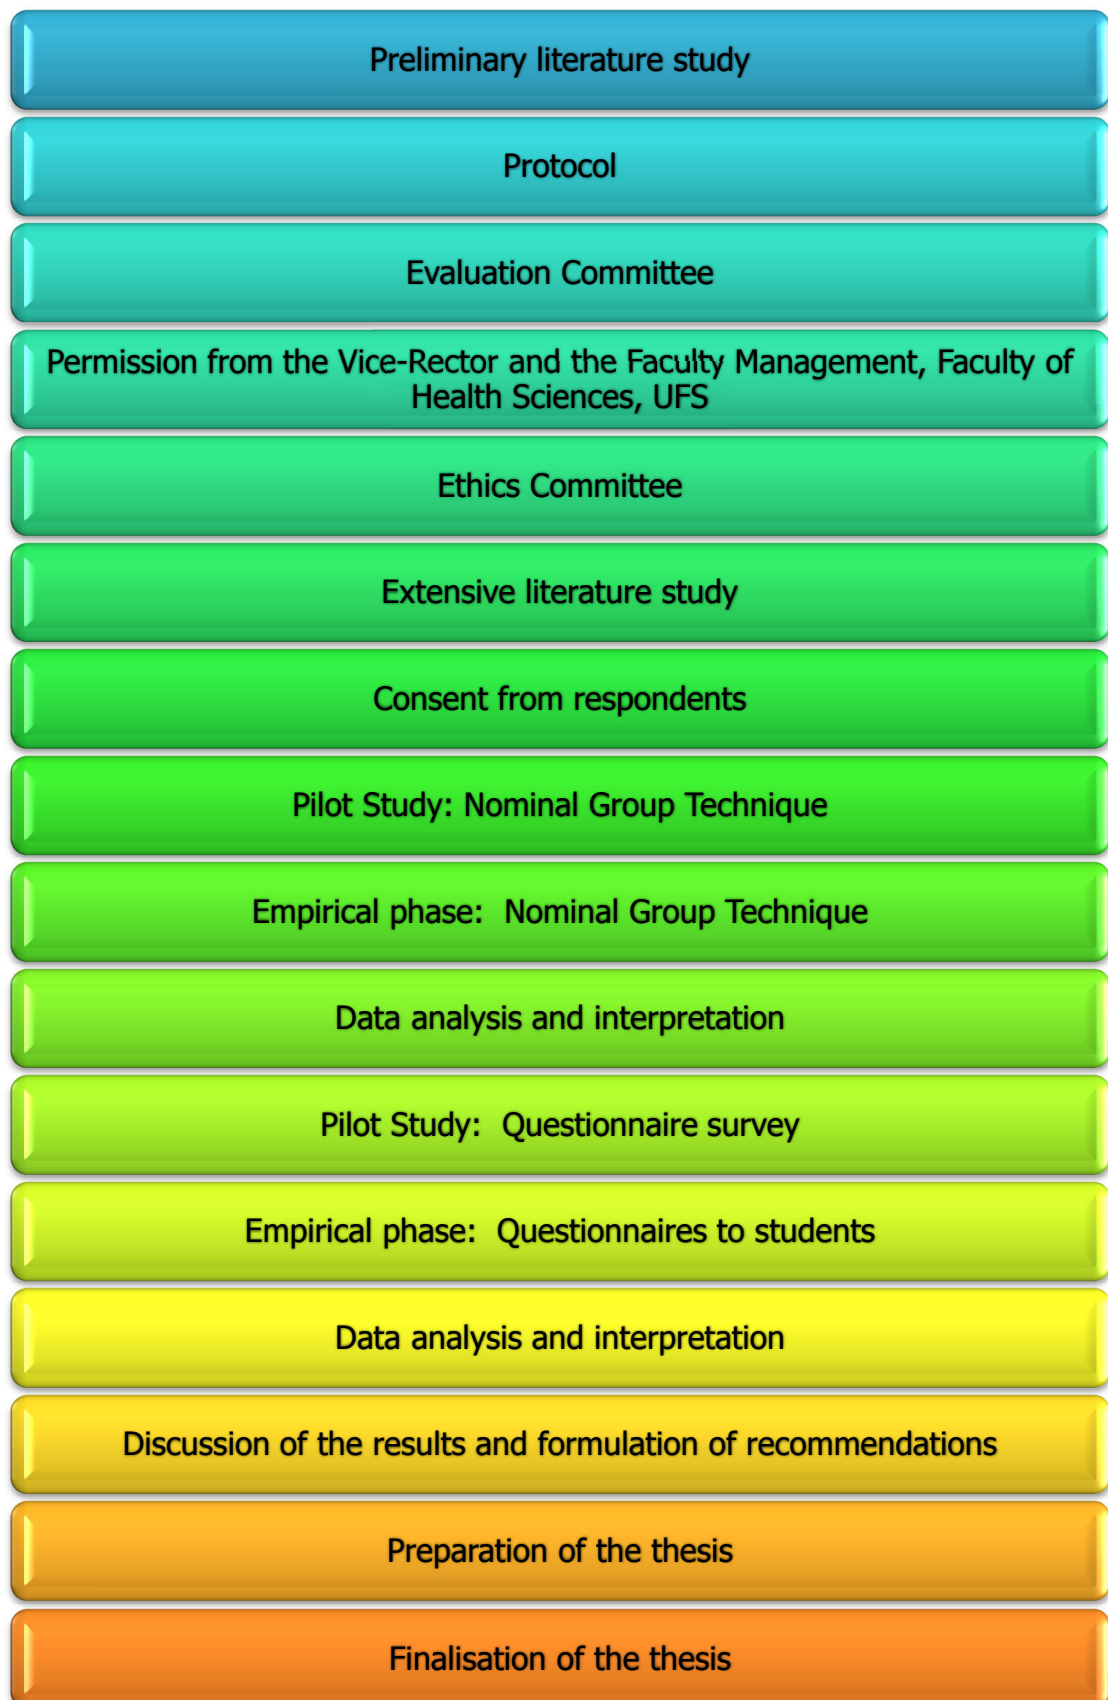 Preliminary literature study
Protocol
Evaluation Committee
Permission from the Vice-Rector and the Faculty Management, Faculty of
Health Sciences, UFS
Ethics Committee
Extensive literature study
Consent from respondents
Pilot Study: Nominal Group Technique
Empirical phase:  Nominal Group Technique
Data analysis and interpretation
Pilot Study:  Questionnaire survey
Empirical phase:  Questionnaires to students
Data analysis and interpretation
Discussion of the results and formulation of recommendations
Preparation of the thesis
Finalisation of the thesis